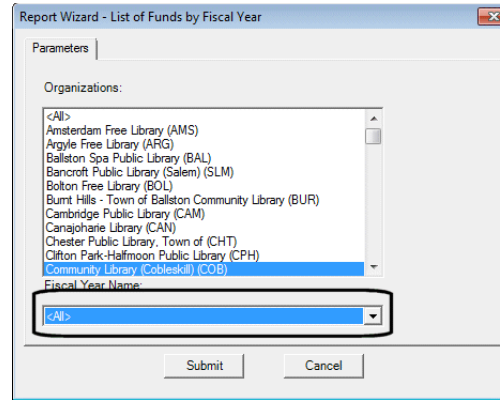 Report Wizard - List of Funds by Fiscal Year
Parameters
Organizations:
<All>
Amsterdam Free Library (AMS)
Argyle Free Library (ARG)
Ballston Spa Public Library (BAL)
Bancroft Public Library (Salem) (SLM)
Bolton Free Library (BOL)
Burnt Hills - Town of Ballston Community Library (BUR)
Cambridge Public Library (CAM)
Canajoharie Library (CAN)
Chester Public Library, Town of (CHT)
Clifton Park-Halfmoon Public Library (CPH)
Community Library (Cobleskill) (COB)
Fiscal Year Name:
<All>
Submit Cancel